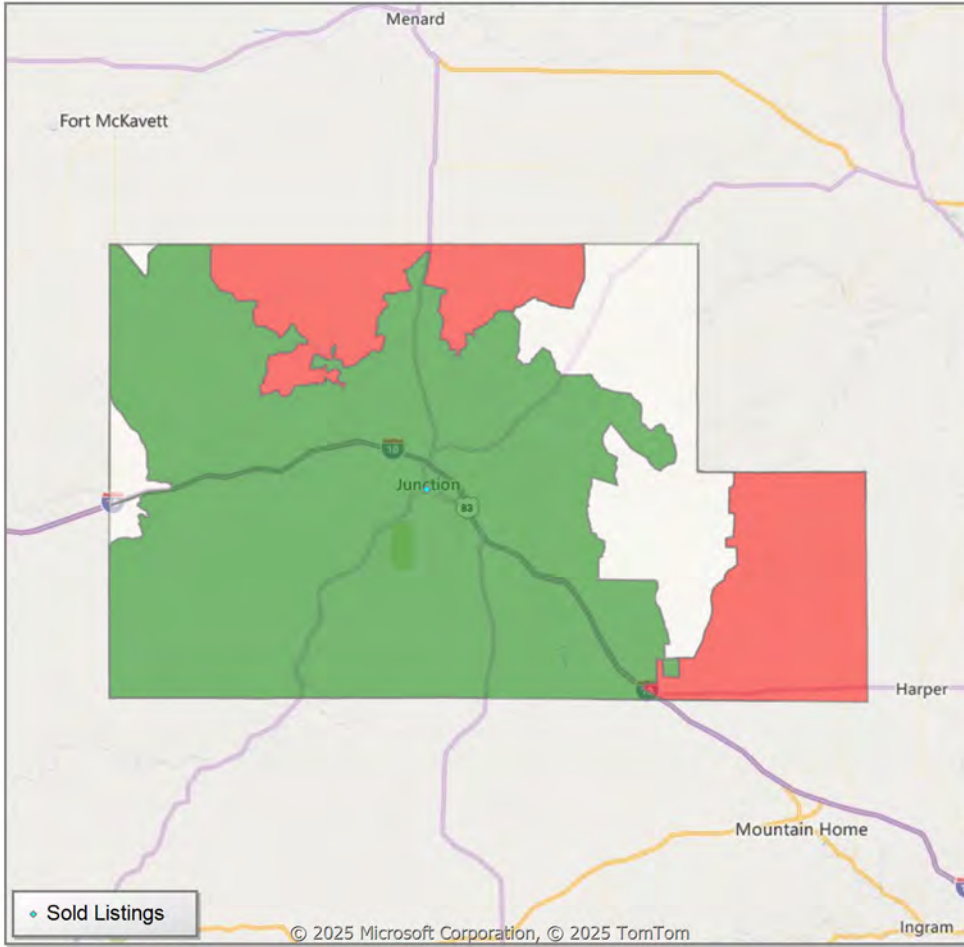 Menard
Fort McKavett
10
Junction
83
Harper
Mountain Home
Sold Listings
© 2025 Microsoft Corporation, © 2025 TomTom
Ingram